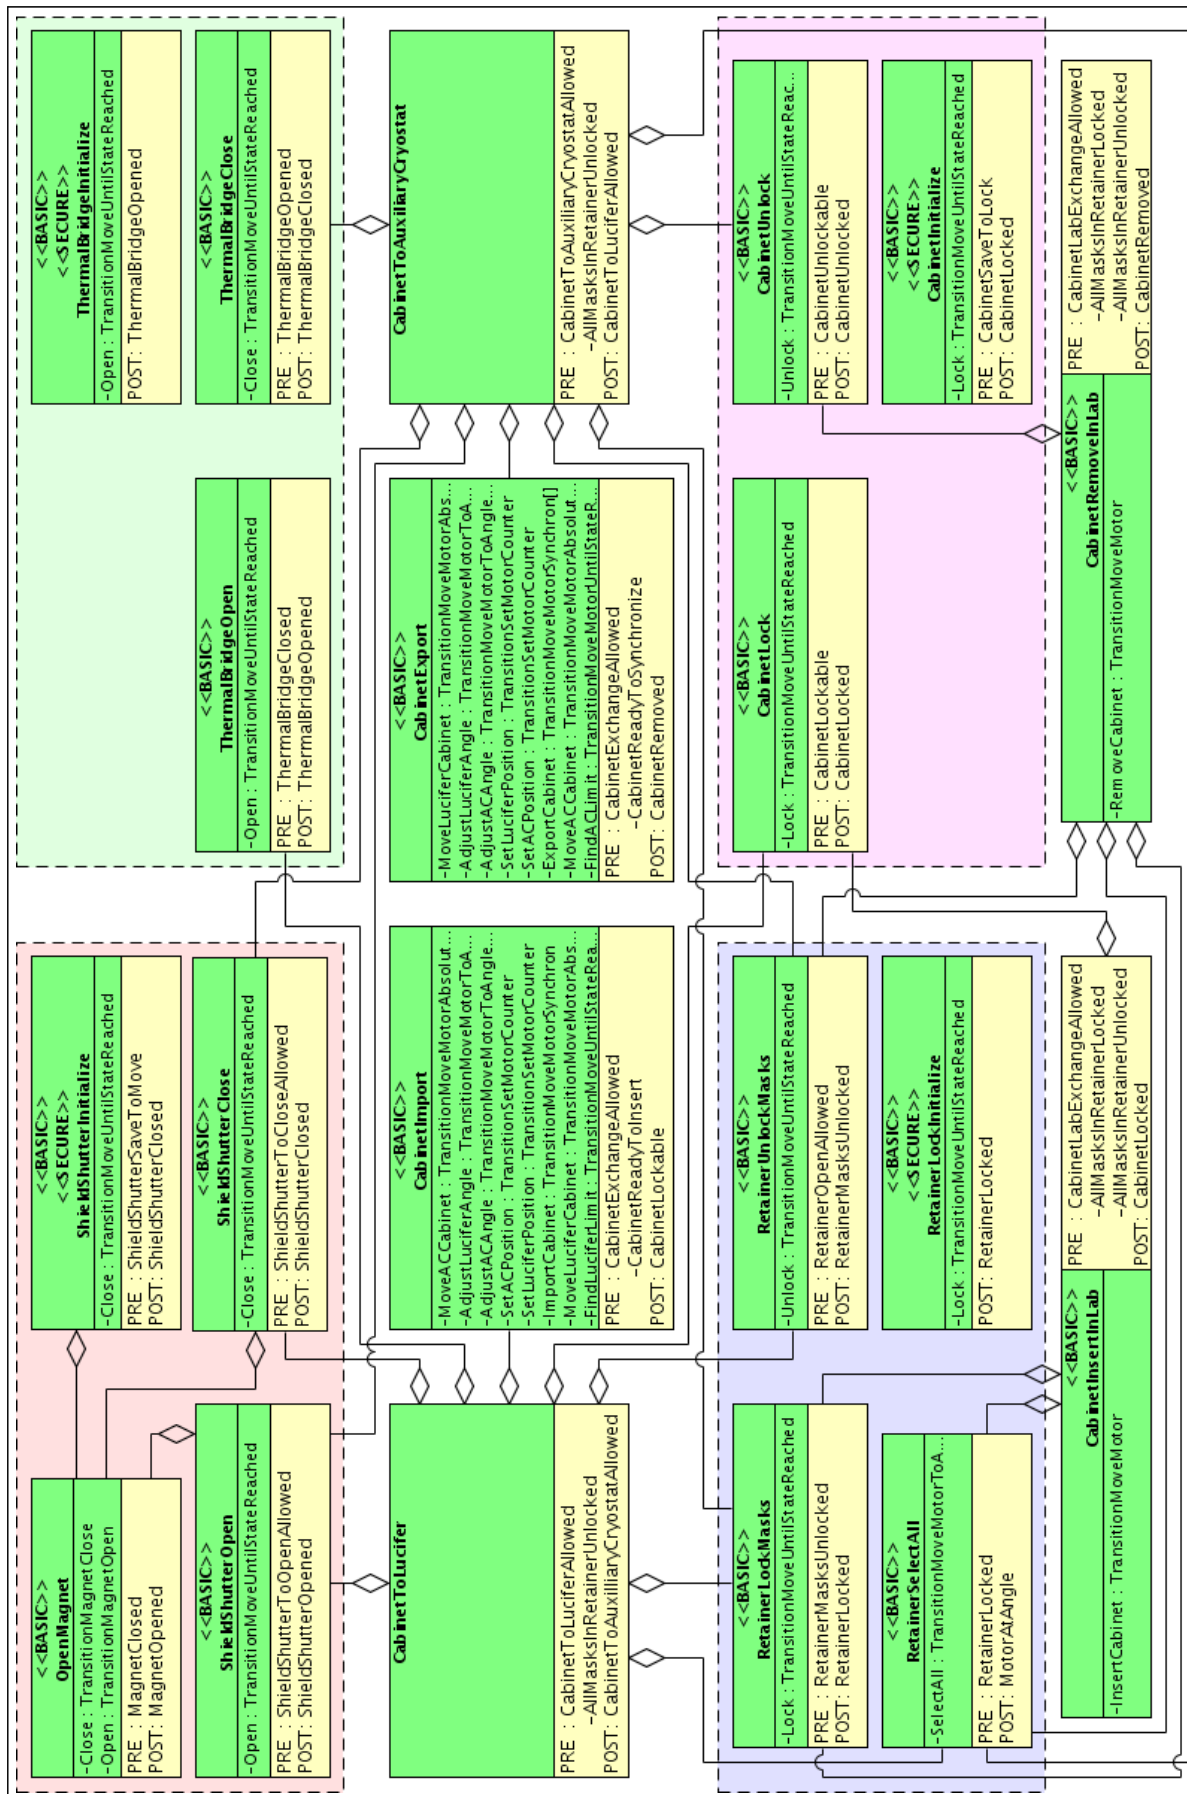 <<BASIC>>
OpenMagnet
-Close : TransitionMagnetClose
-Open : TransitionMagnetOpen
PRE : MagnetClosed
POST: MagnetOpened
<<BASIC>>
<<SECURE>>
ShieldShutterInitialize
-Close : TransitionMoveUntilStateReached
PRE : ShieldShutterSaveToMove
POST: ShieldShutterClosed
<<BASIC>>
<<SECURE>>
ThermalBridgeInitialize
-Open : TransitionMoveUntilStateReached
POST: ThermalBridgeOpened
<<BASIC>>
ShieldShutterOpen
-Open : TransitionMoveUntilStateReached
PRE : ShieldShutterToOpenAllowed
POST: ShieldShutterOpened
<<BASIC>>
ShieldShutterClose
-Close : TransitionMoveUntilStateReached
PRE : ShieldShutterToCloseAllowed
POST: ShieldShutterClosed
<<BASIC>>
ThermalBridgeOpen
-Open : TransitionMoveUntilStateReached
PRE : ThermalBridgeClosed
POST: ThermalBridgeOpened
<<BASIC>>
ThermalBridgeClose
-Close : TransitionMoveUntilStateReached
PRE : ThermalBridgeOpened
POST: ThermalBridgeClosed
CabinetToLucifer
PRE : CabinetToLuciferAllowed
-AllMasksInRetainerUnlocked
POST: CabinetToAuxilliaryCryostatAllowed
<<BASIC>>
CabinetImport
-MoveACCabinet : TransitionMoveMotorAbsolut...
-AdjustLuciferAngle : TransitionMoveMotorToA...
-AdjustACAngle : TransitionMoveMotorToAngle...
-SetACPosition : TransitionSetMotorCounter
-SetLuciferPosition : TransitionSetMotorCounter
-ImportCabinet : TransitionMoveMotorSynchron
-MoveLuciferCabinet : TransitionMoveMotorAbs...
-FindLuciferLimit : TransitionMoveUntilStateRea...
PRE : CabinetExchangeAllowed
-CabinetReadyToInsert
POST: CabinetLockable
<<BASIC>>
CabinetExport
-MoveLuciferCabinet : TransitionMoveMotorAbs...
-AdjustLuciferAngle : TransitionMoveMotorToA...
-AdjustACAngle : TransitionMoveMotorToAngle...
-SetLuciferPosition : TransitionSetMotorCounter
-SetACPosition : TransitionSetMotorCounter
-ExportCabinet : TransitionMoveMotorSynchron[]
-MoveACCabinet : TransitionMoveMotorAbsolut...
-FindACLimit : TransitionMoveMotorUntilStateR...
PRE : CabinetExchangeAllowed
-CabinetReadyToSynchronize
POST: CabinetRemoved
CabinetToAuxiliaryCryostat
PRE : CabinetToAuxiliaryCryostatAllowed
-AllMasksInRetainerUnlocked
POST: CabinetToLuciferAllowed
<<BASIC>>
RetainerLockMasks
-Lock : TransitionMoveUntilStateReached
PRE : RetainerMasksUnlocked
POST: RetainerLocked
<<BASIC>>
RetainerUnlockMasks
-Unlock : TransitionMoveUntilStateReached
PRE : RetainerOpenAllowed
POST: RetainerMasksUnlocked
<<BASIC>>
CabinetLock
-Lock : TransitionMoveUntilStateReached
PRE : CabinetLockable
POST: CabinetLocked
<<BASIC>>
CabinetUnlock
-Unlock : TransitionMoveUntilStateReac...
PRE : CabinetUnlockable
POST: CabinetUnlocked
<<BASIC>>
RetainerSelectAll
-SelectAll : TransitionMoveMotorToA...
PRE : RetainerLocked
POST: MotorAtAngle
<<BASIC>>
<<SECURE>>
RetainerLockInitialize
-Lock : TransitionMoveUntilStateReached
POST: RetainerLocked
<<BASIC>>
<<SECURE>>
CabinetInitialize
-Lock : TransitionMoveUntilStateReached
PRE : CabinetSaveToLock
POST: CabinetLocked
<<BASIC>>
CabinetInsertInLab
-InsertCabinet : TransitionMoveMotor
PRE : CabinetLabExchangeAllowed
-AllMasksInRetainerLocked
-AllMasksInRetainerUnlocked
POST: CabinetLocked
<<BASIC>>
CabinetRemoveInLab
-RemoveCabinet : TransitionMoveMotor
PRE : CabinetLabExchangeAllowed
-AllMasksInRetainerLocked
-AllMasksInRetainerUnlocked
POST: CabinetRemoved